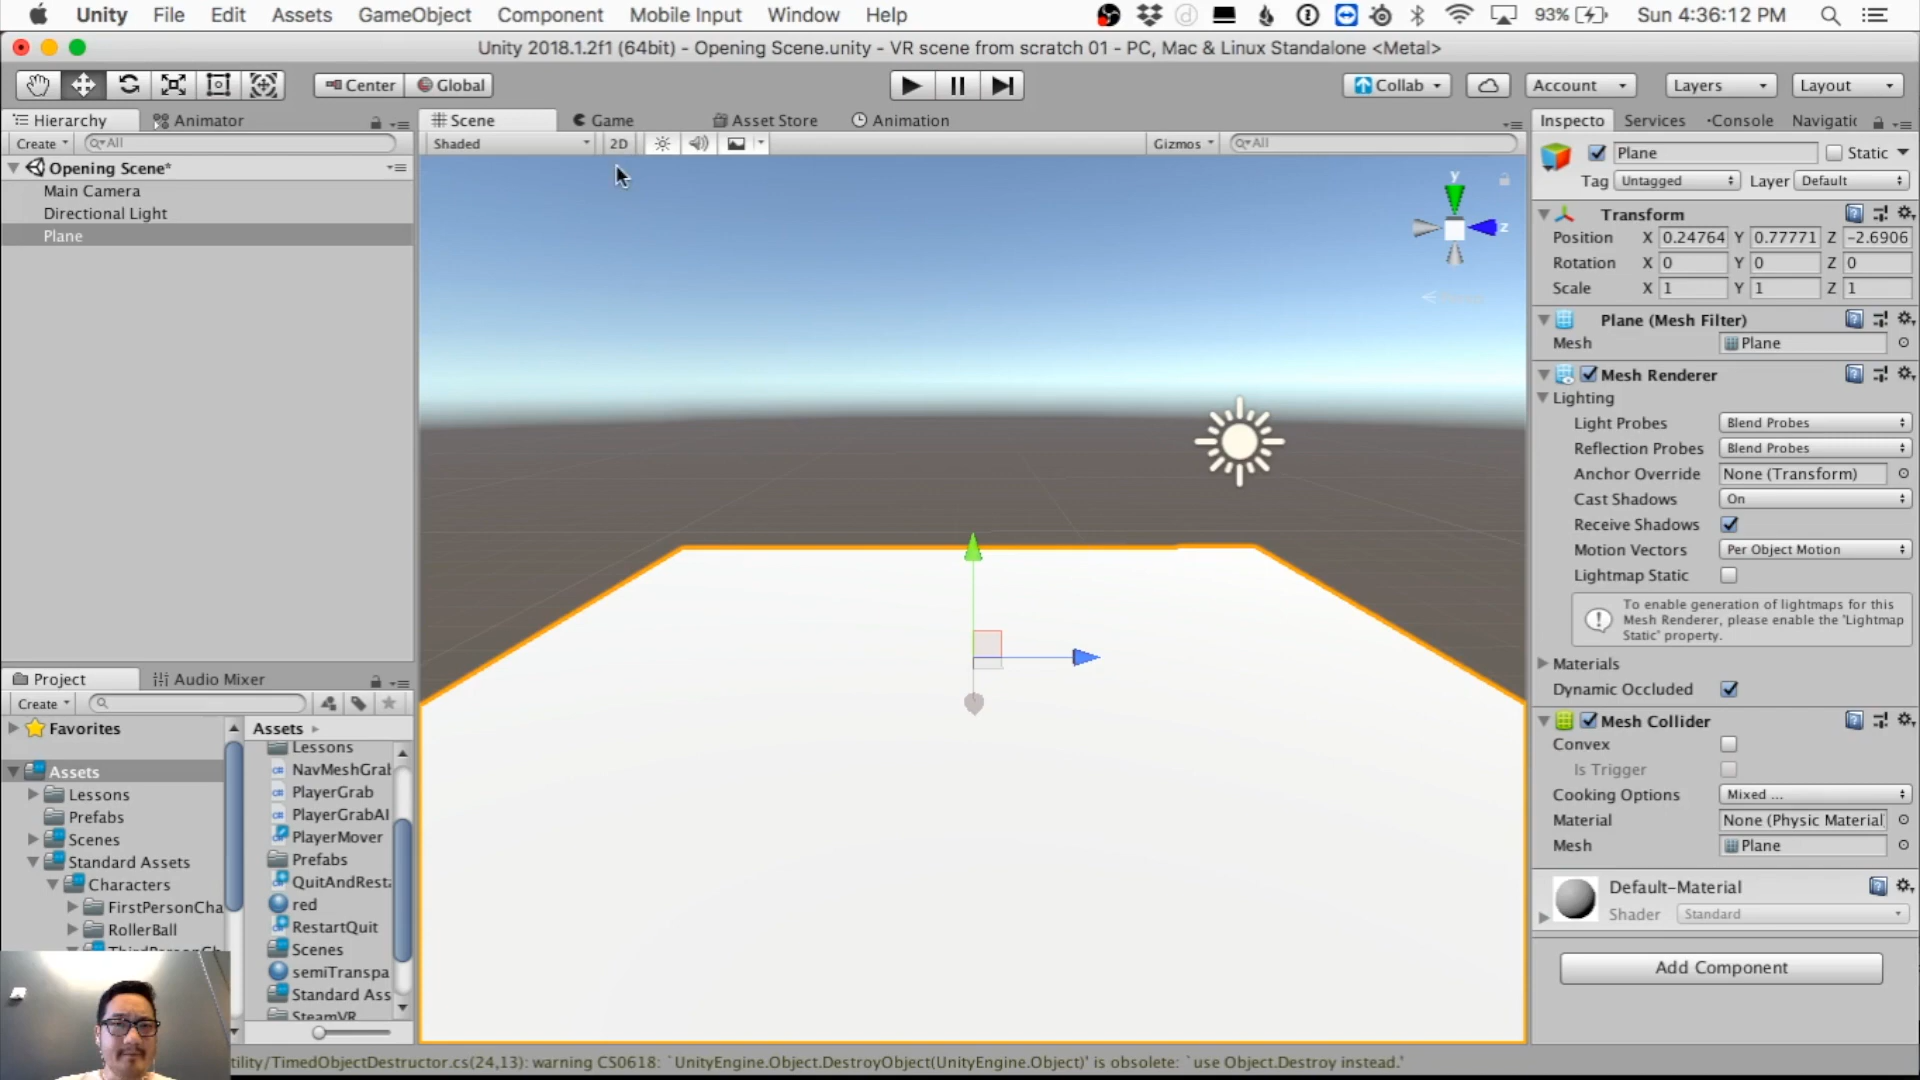 Unity File Edit Assets GameObject Component Mobile Input Window Help 93% Sun 4:36:12 PM
Unity 2018.1.2f1 (64bit) - Opening Scene.unity - VR scene from scratch 01 - PC, Mac & Linux Standalone <Metal>
Center Global Collab Account Layers Layout
Hierarchy Animator Scene Game Asset Store Animation Inspecto Services Console Navigatic
Create All Shaded 2D Gizmos All
Plane Static
Opening Scene*
Tag Untagged Layer Default
Main Camera
Directional Light
Plane
y
z
Transform
Position X 0.24764 Y 0.77771 Z -2.6906
Rotation X 0 Y 0 Z 0
Scale X 1 Y 1 Z 1
Plane (Mesh Filter)
Mesh Plane
Mesh Renderer
Lighting
Light Probes Blend Probes
Reflection Probes Blend Probes
Anchor Override None (Transform)
Cast Shadows On
Receive Shadows
Motion Vectors Per Object Motion
Lightmap Static
To enable generation of lightmaps for this
Mesh Renderer, please enable the 'Lightmap
Static' property.
Materials
Dynamic Occluded
Mesh Collider
Convex
Is Trigger
Cooking Options Mixed ...
Material None (Physic Material
Mesh Plane
Default-Material
Shader Standard
Add Component
Project Audio Mixer
Create
Favorites
Assets
Lessons
Prefabs
Scenes
Standard Assets
Characters
FirstPersonCha
RollerBall
ThirdPersonCh
Assets
Lessons
NavMeshGral
PlayerGrab
PlayerGrabAI
PlayerMover
Prefabs
QuitAndResta
red
RestartQuit
Scenes
semiTranspa
Standard Ass
SteamVR
tility/TimedObjectDestructor.cs(24,13): warning CS0618: `UnityEngine.Object.DestroyObject(UnityEngine.Object)' is obsolete: `use Object.Destroy instead.'